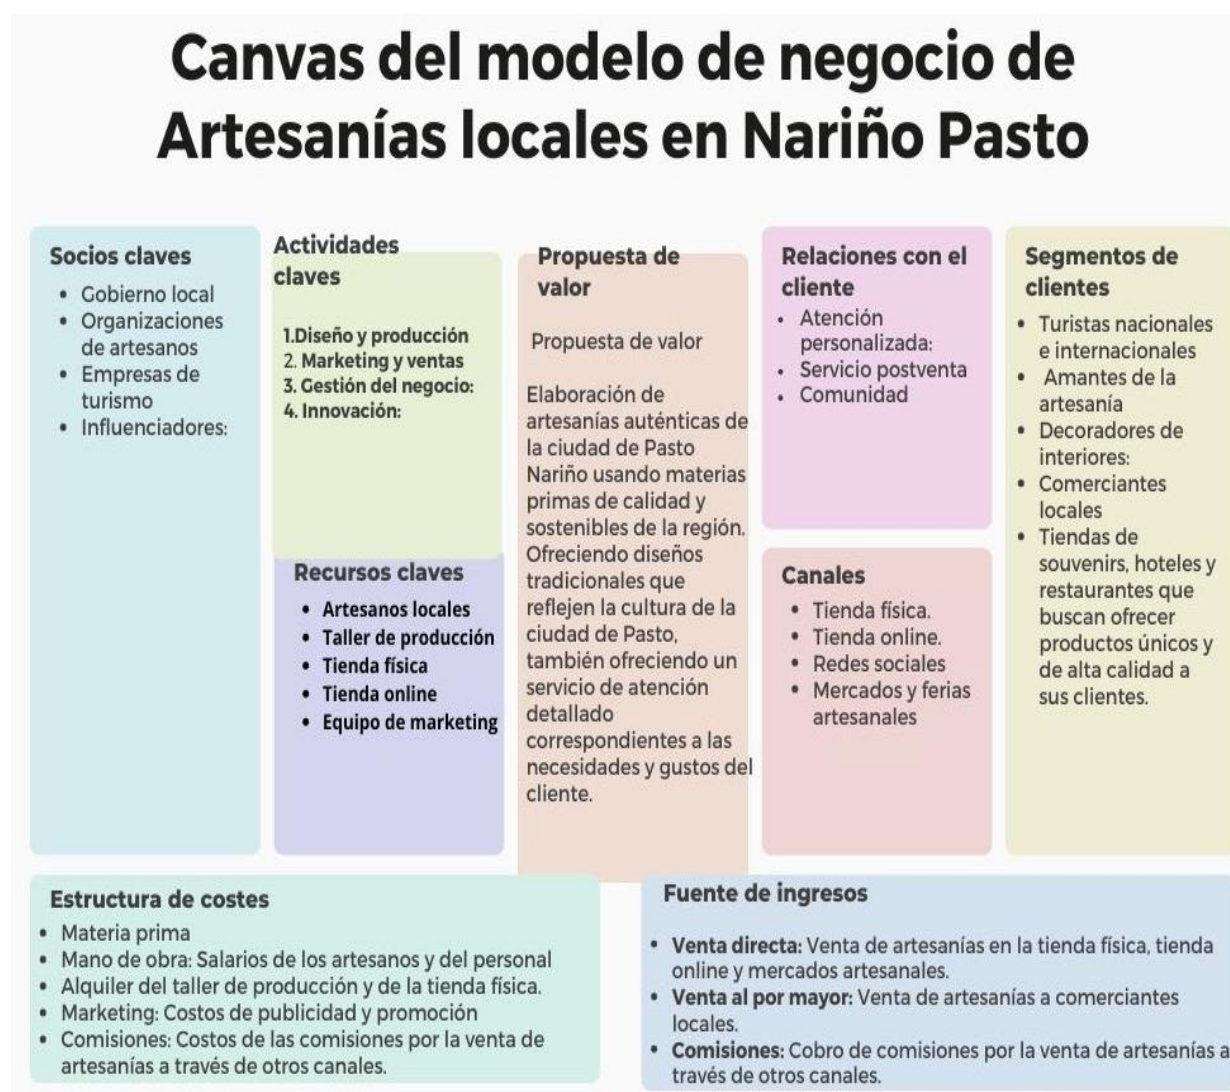 Canvas del modelo de negocio de
Artesanías locales en Nariño Pasto
Socios claves
• Gobierno local
• Organizaciones
de artesanos
• Empresas de
turismo
• Influenciadores:
Actividades
claves
1.Diseño y producción
2. Marketing y ventas
3. Gestión del negocio:
4. Innovación:
Recursos claves
• Artesanos locales
• Taller de producción
• Tienda física
• Tienda online
• Equipo de marketing
Propuesta de
valor
Propuesta de valor
Elaboración de
artesanías auténticas de
la ciudad de Pasto
Nariño usando materias
primas de calidad y
sostenibles de la región.
Ofreciendo diseños
tradicionales que
reflejen la cultura de la
ciudad de Pasto,
también ofreciendo un
servicio de atención
detallado
correspondientes a las
necesidades y gustos del
cliente.
Relaciones con el
cliente
• Atención
personalizada:
• Servicio postventa
• Comunidad
Canales
• Tienda física.
• Tienda online.
• Redes sociales
• Mercados y ferias
artesanales
Segmentos de
clientes
• Turistas nacionales
e internacionales
• Amantes de la
artesanía
• Decoradores de
interiores:
• Comerciantes
locales
• Tiendas de
souvenirs, hoteles y
restaurantes que
buscan ofrecer
productos únicos y
de alta calidad a
sus clientes.
Estructura de costes
• Materia prima
• Mano de obra: Salarios de los artesanos y del personal
• Alquiler del taller de producción y de la tienda física.
• Marketing: Costos de publicidad y promoción
• Comisiones: Costos de las comisiones por la venta de
artesanías a través de otros canales.
Fuente de ingresos
• Venta directa: Venta de artesanías en la tienda física, tienda
online y mercados artesanales.
• Venta al por mayor: Venta de artesanías a comerciantes
locales.
• Comisiones: Cobro de comisiones por la venta de artesanías a
través de otros canales.